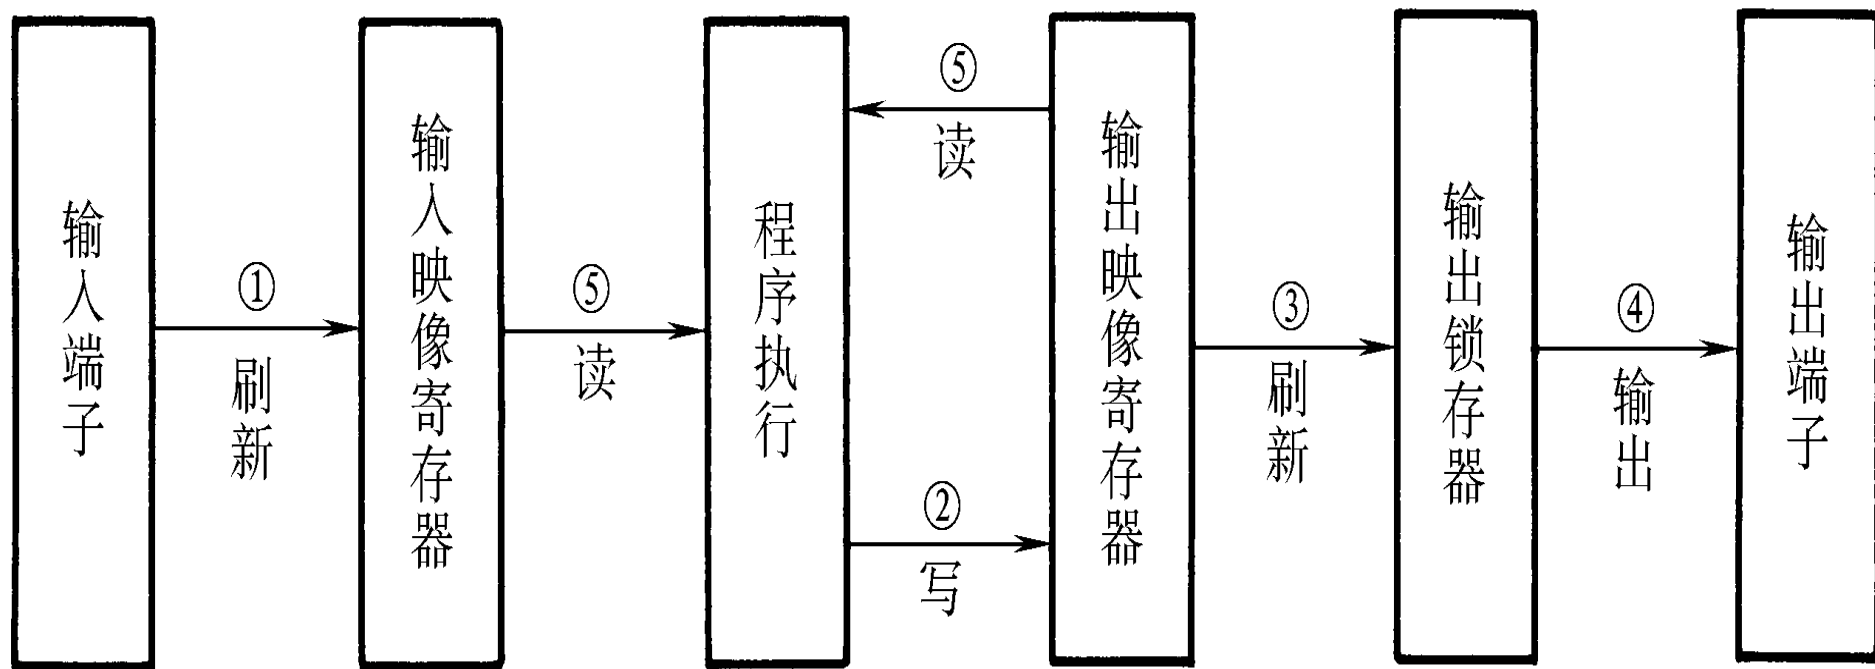 输入端子
①
刷新
输入映像寄存器
⑤
读
程序执行
⑤
读
②
写
输出映像寄存器
③
刷新
输出锁存器
④
输出
输出端子